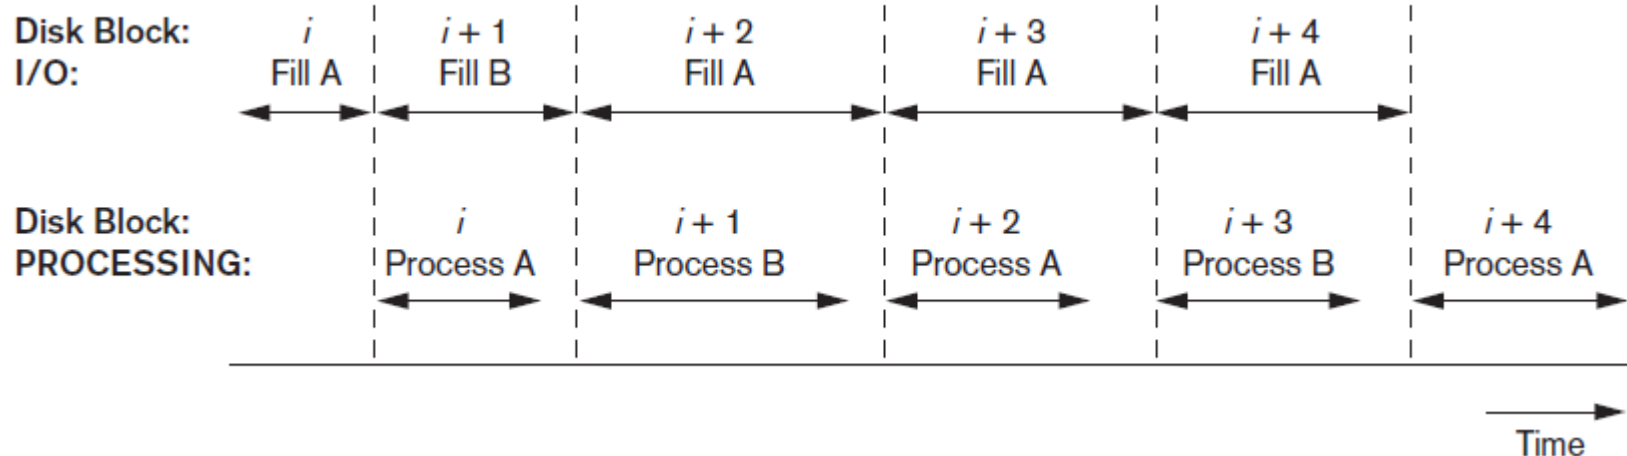 Disk Block: i i + 1 i + 2 i + 3 i + 4
I/O: Fill A Fill B Fill A Fill A Fill A
Disk Block: i i + 1 i + 2 i + 3 i + 4
PROCESSING: Process A Process B Process A Process B Process A
Time